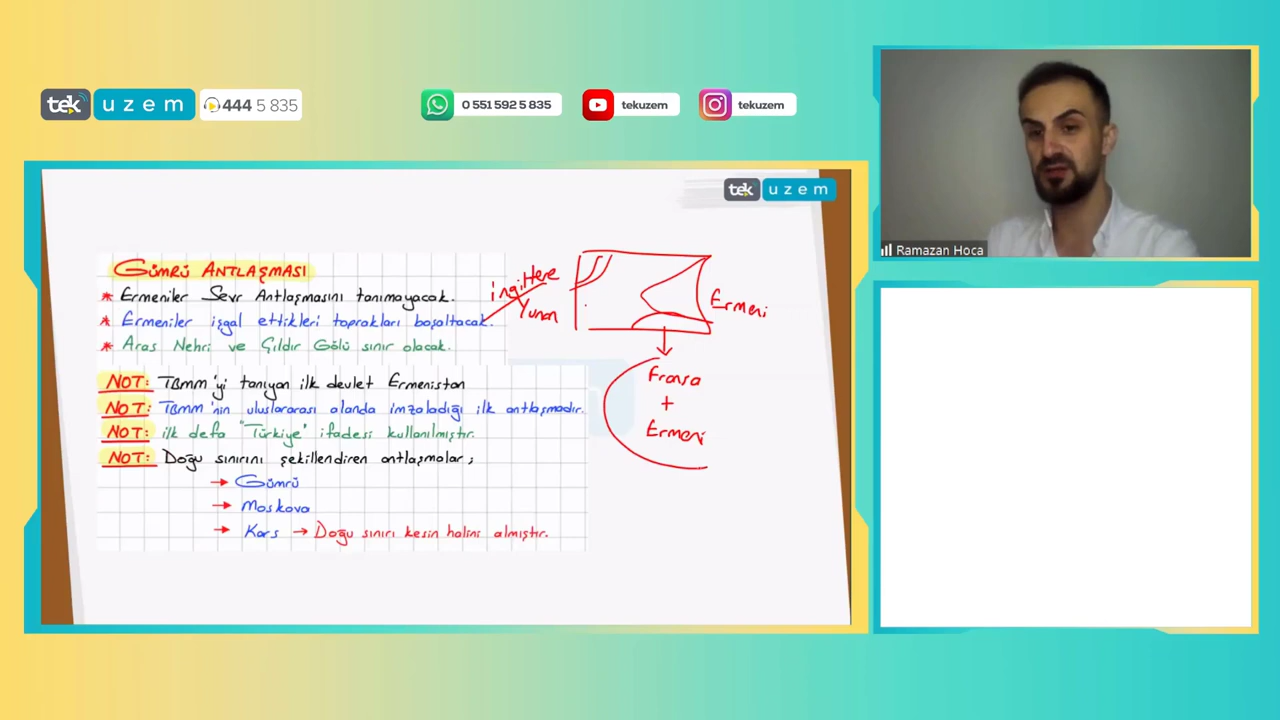 tek uzem 444 5 835
0 551 592 5 835
tekuzem
tekuzem
Ramazan Hoca
tek uzem
GÜMRÜ ANTLAŞMASI
* Ermeniler Sevr Antlaşmasını tanımayacak.
* Ermeniler işgal ettikleri toprakları boşaltacak.
* Aras Nehri ve Çıldır Gölü sınır olacak.
NOT: TBMM'yi tanıyan ilk devlet Ermenistan
NOT: TBMM'nin uluslararası alanda imzaladığı ilk antlaşmadır.
NOT: İlk defa "Türkiye" ifadesi kullanılmıştır.
NOT: Doğu sınırını şekillendiren antlaşmalar;
→ Gümrü
→ Moskova
→ Kars → Doğu sınırı kesin halini almıştır.
İngiltere
Yunan
Ermeni
Fransa
+
Ermeni